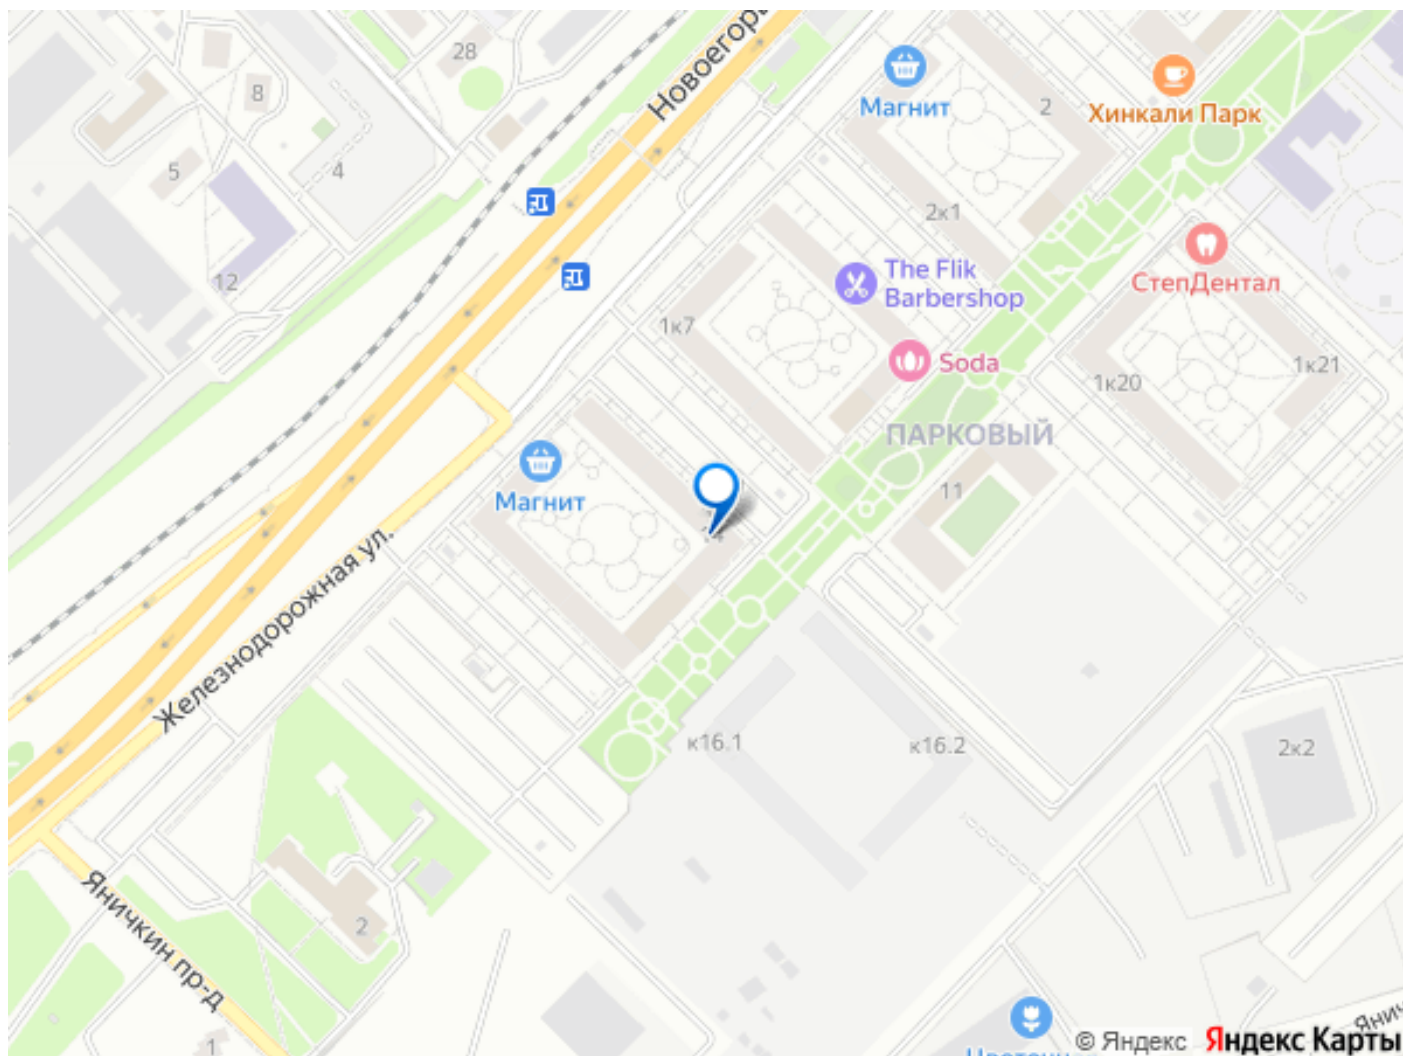 28
8
5
4
12
Новоегор
Магнит
2
Хинкали Парк
2к1
The Flik
Barbershop
СтепДентал
1к7
Soda
1к20
1к21
ПАРКОВЫЙ
Магнит
11
Железнодорожная ул.
к16.1
к16.2
2к2
Яничкин пр-д
2
1
© Яндекс
Яндекс Карты